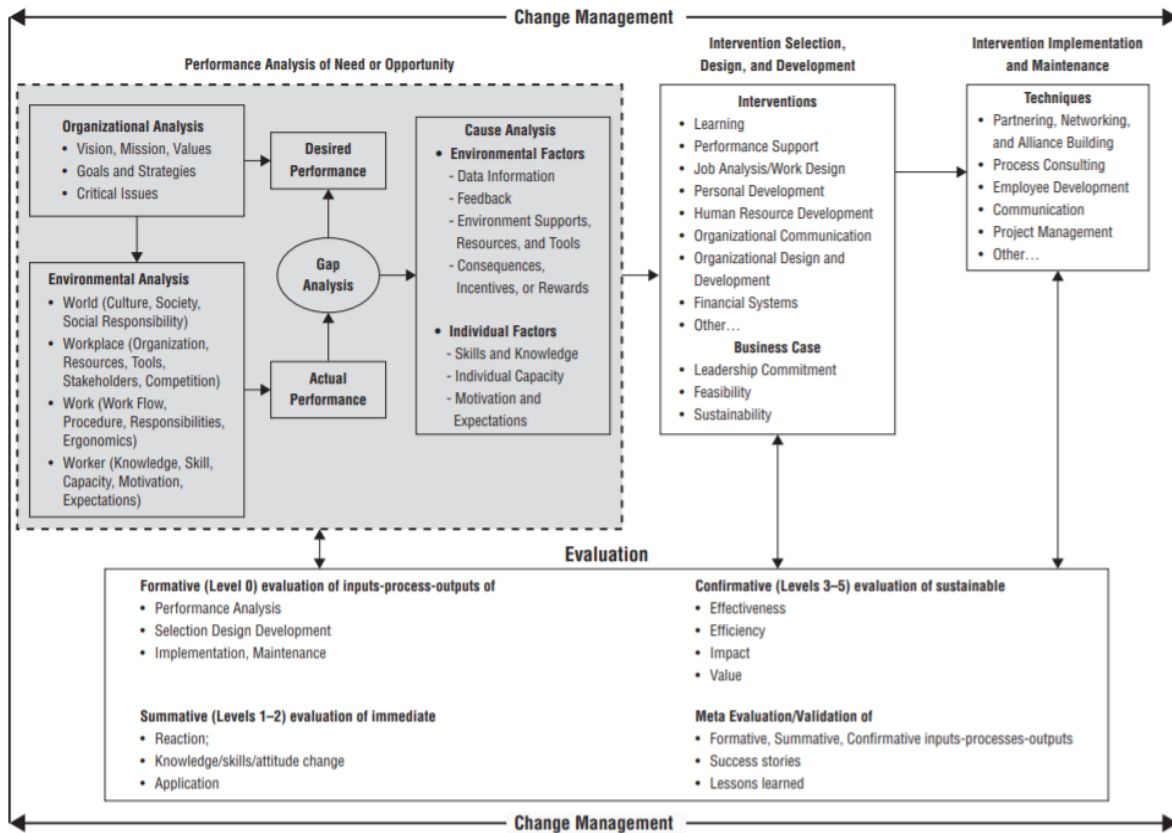 Change Management
Performance Analysis of Need or Opportunity
Organizational Analysis
• Vision, Mission, Values
• Goals and Strategies
• Critical Issues
Environmental Analysis
• World (Culture, Society,
Social Responsibility)
• Workplace (Organization,
Resources, Tools,
Stakeholders, Competition)
• Work (Work Flow,
Procedure, Responsibilities,
Ergonomics)
• Worker (Knowledge, Skill,
Capacity, Motivation,
Expectations)
Desired
Performance
Gap
Analysis
Actual
Performance
Cause Analysis
• Environmental Factors
- Data Information
- Feedback
- Environment Supports,
Resources, and Tools
- Consequences,
Incentives, or Rewards
• Individual Factors
- Skills and Knowledge
- Individual Capacity
- Motivation and
Expectations
Intervention Selection,
Design, and Development
Interventions
• Learning
• Performance Support
• Job Analysis/Work Design
• Personal Development
• Human Resource Development
• Organizational Communication
• Organizational Design and
Development
• Financial Systems
• Other…
Business Case
• Leadership Commitment
• Feasibility
• Sustainability
Intervention Implementation
and Maintenance
Techniques
• Partnering, Networking,
and Alliance Building
• Process Consulting
• Employee Development
• Communication
• Project Management
• Other…
Evaluation
Formative (Level 0) evaluation of inputs-process-outputs of
• Performance Analysis
• Selection Design Development
• Implementation, Maintenance
Summative (Levels 1–2) evaluation of immediate
• Reaction;
• Knowledge/skills/attitude change
• Application
Confirmative (Levels 3–5) evaluation of sustainable
• Effectiveness
• Efficiency
• Impact
• Value
Meta Evaluation/Validation of
• Formative, Summative, Confirmative inputs-processes-outputs
• Success stories
• Lessons learned
Change Management